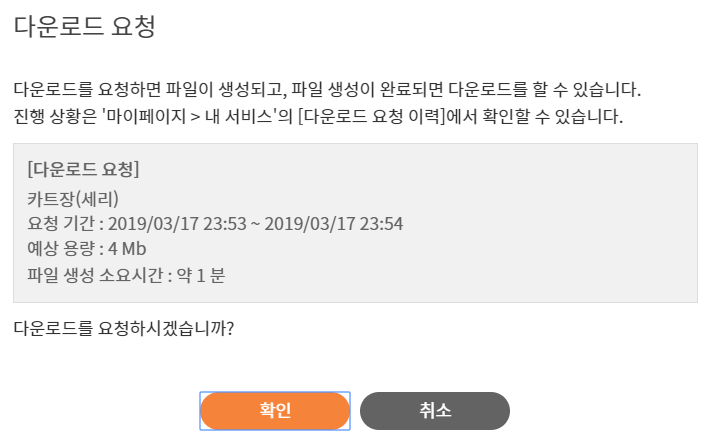 다운로드 요청
다운로드를 요청하면 파일이 생성되고, 파일 생성이 완료되면 다운로드를 할 수 있습니다.
진행 상황은 '마이페이지 > 내 서비스'의 [다운로드 요청 이력]에서 확인할 수 있습니다.
[다운로드 요청]
카트장(세리)
요청 기간 : 2019/03/17 23:53 ~ 2019/03/17 23:54
예상 용량 : 4 Mb
파일 생성 소요시간 : 약 1 분
다운로드를 요청하시겠습니까?
확인 취소